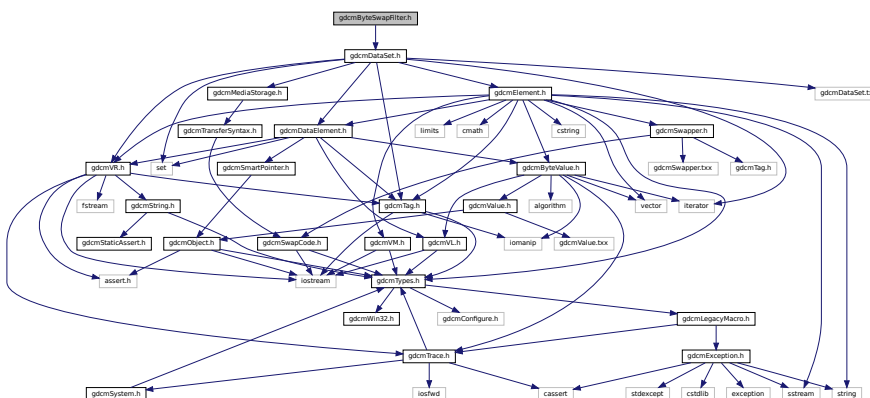 gdcmByteSwapFilter.h
gdcmDataSet.h
gdcmMediaStorage.h
gdcmElement.h
gdcmDataSet.t
gdcmTransferSyntax.h
gdcmDataElement.h
limits
cmath
cstring
gdcmSwapper.h
gdcmVR.h
set
gdcmSmartPointer.h
gdcmByteValue.h
gdcmSwapper.txx
gdcmTag.h
fstream
gdcmString.h
gdcmTag.h
gdcmValue.h
algorithm
vector
iterator
gdcmStaticAssert.h
gdcmObject.h
gdcmSwapCode.h
gdcmVM.h
gdcmVL.h
iomanip
gdcmValue.txx
assert.h
iostream
gdcmTypes.h
gdcmWin32.h
gdcmConfigure.h
gdcmLegacyMacro.h
gdcmTrace.h
gdcmException.h
gdcmSystem.h
iosfwd
cassert
stdexcept
cstdlib
exception
sstream
string